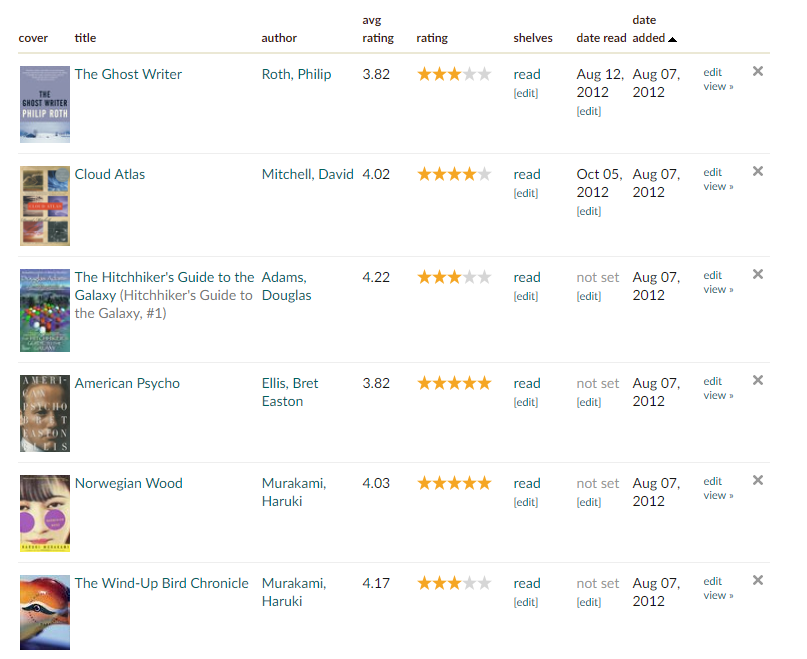 cover title author avg rating rating shelves date read date added
THE GHOST WRITER PHILIP ROTH
The Ghost Writer Roth, Philip 3.82 read Aug 12, 2012 Aug 07, 2012 edit
[edit] [edit] view »
Cloud Atlas Mitchell, David 4.02 read Oct 05, 2012 Aug 07, 2012 edit
[edit] [edit] view »
The Hitchhiker's Guide to the Galaxy (Hitchhiker's Guide to the Galaxy, #1) Adams, Douglas 4.22 read not set Aug 07, 2012 edit
[edit] [edit] view »
AMERI-
CAN
PSYCHO
BRET
EASTON
ELLIS
American Psycho Ellis, Bret Easton 3.82 read not set Aug 07, 2012 edit
[edit] [edit] view »
HARUKI MURAKAMI
Norwegian Wood Murakami, Haruki 4.03 read not set Aug 07, 2012 edit
[edit] [edit] view »
The Wind-Up Bird Chronicle Murakami, Haruki 4.17 read not set Aug 07, 2012 edit
[edit] [edit] view »